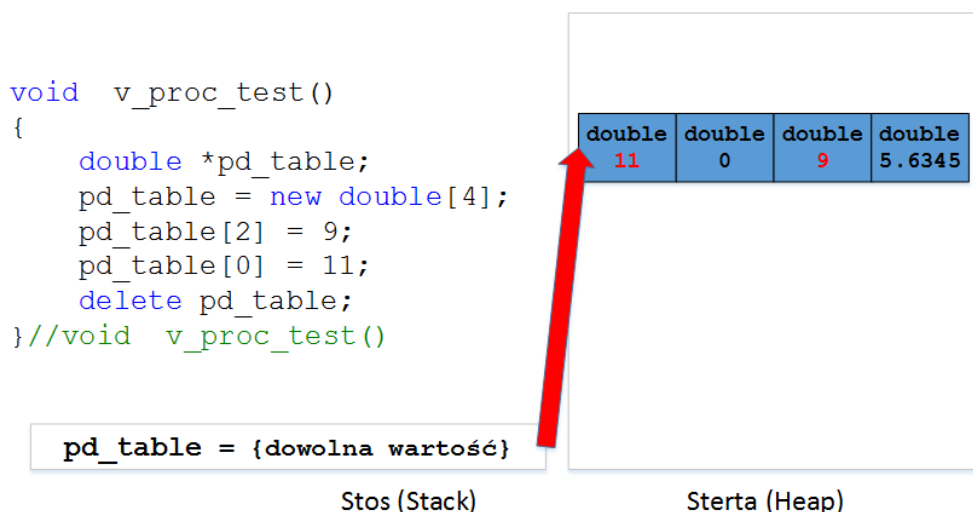 void  v_proc_test()
{
    double *pd_table;
    pd_table = new double[4];
    pd_table[2] = 9;
    pd_table[0] = 11;
    delete pd_table;
}//void  v_proc_test()
double double double double
11 0 9 5.6345
pd_table = {dowolna wartość}
Stos (Stack)
Sterta (Heap)